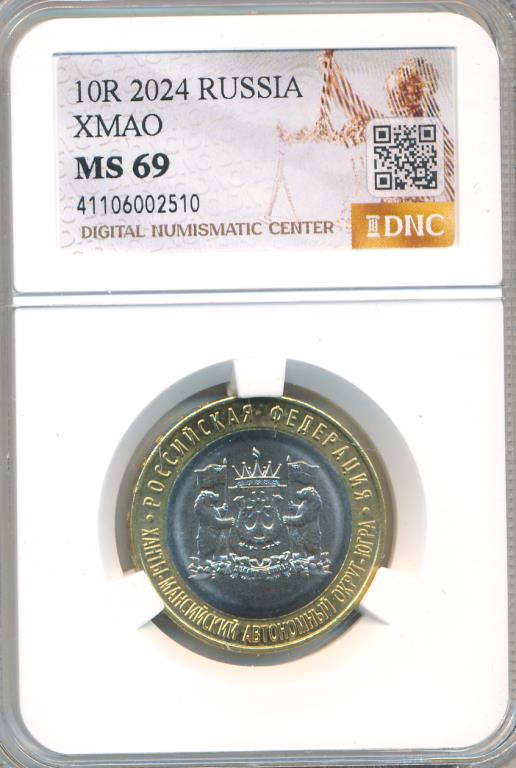 10R 2024 RUSSIA
XMAO
MS 69
41106002510
DIGITAL NUMISMATIC CENTER
DNC
• РОССИЙСКАЯ ФЕДЕРАЦИЯ •
ХАНТЫ-МАНСИЙСКИЙ АВТОНОМНЫЙ ОКРУГ-ЮГРА